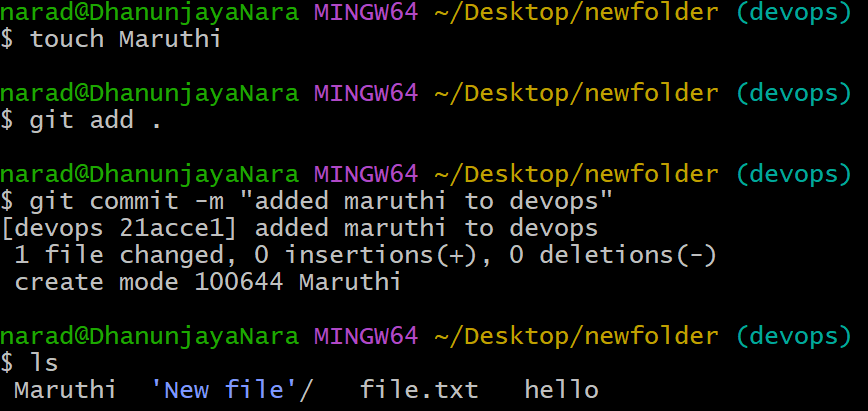 narad@DhanunjayaNara MINGW64 ~/Desktop/newfolder (devops)
$ touch Maruthi
narad@DhanunjayaNara MINGW64 ~/Desktop/newfolder (devops)
$ git add .
narad@DhanunjayaNara MINGW64 ~/Desktop/newfolder (devops)
$ git commit -m "added maruthi to devops"
[devops 21acce1] added maruthi to devops
 1 file changed, 0 insertions(+), 0 deletions(-)
 create mode 100644 Maruthi
narad@DhanunjayaNara MINGW64 ~/Desktop/newfolder (devops)
$ ls
 Maruthi  'New file'/   file.txt   hello